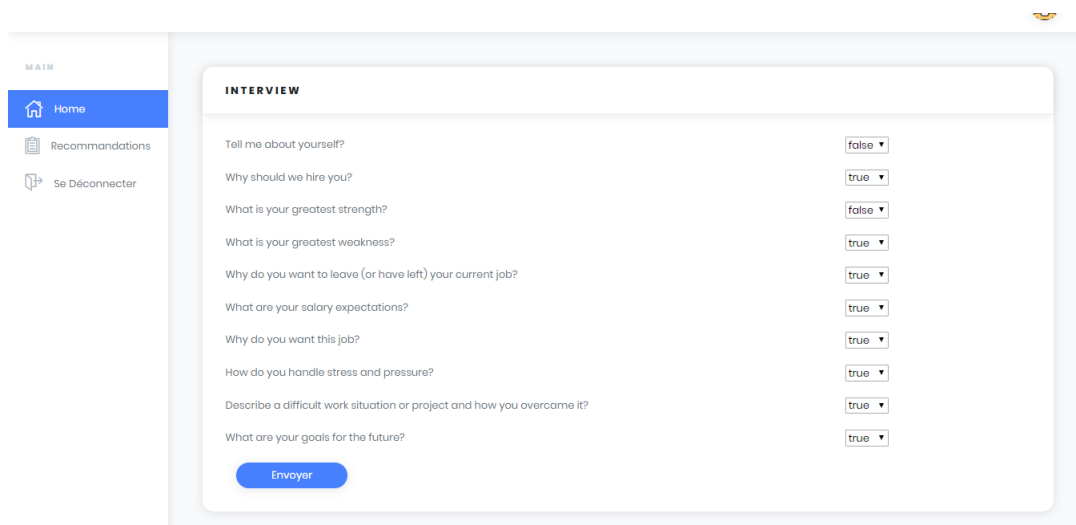 MAIN
Home
Recommandations
Se Déconnecter
INTERVIEW
Tell me about yourself? false
Why should we hire you? true
What is your greatest strength? false
What is your greatest weakness? true
Why do you want to leave (or have left) your current job? true
What are your salary expectations? true
Why do you want this job? true
How do you handle stress and pressure? true
Describe a difficult work situation or project and how you overcame it? true
What are your goals for the future? true
Envoyer